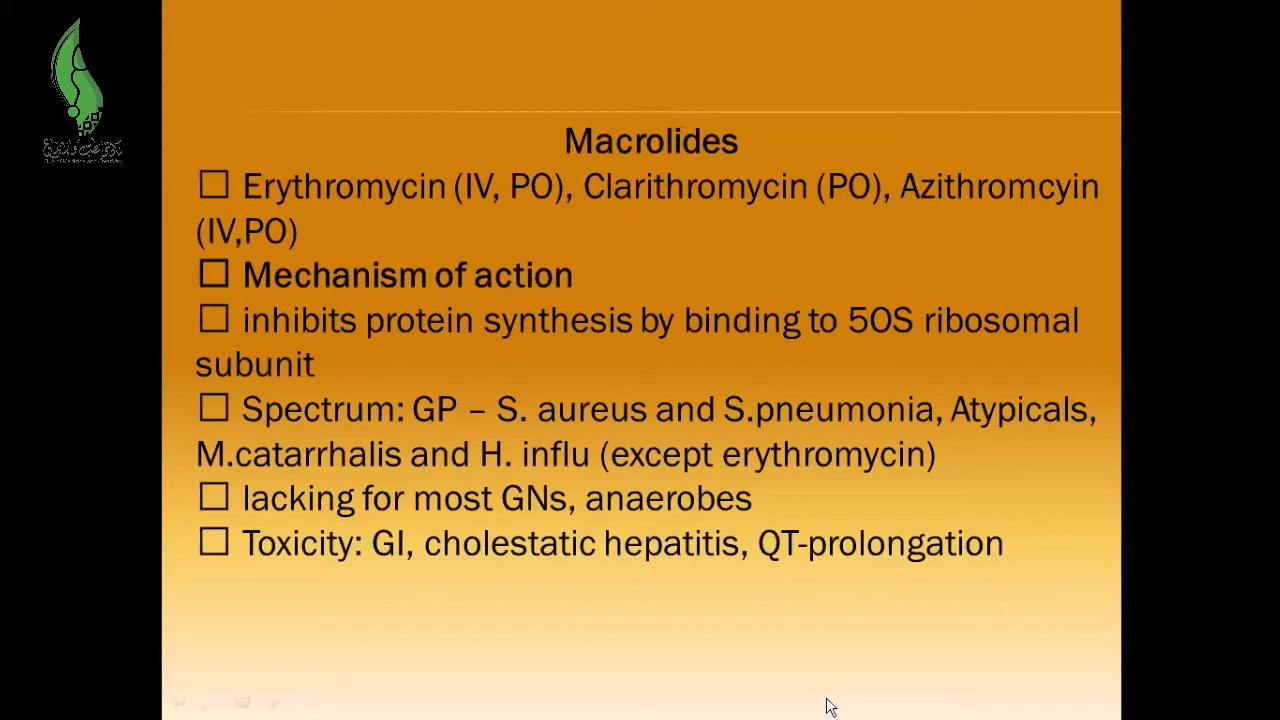 Macrolides
☐ Erythromycin (IV, PO), Clarithromycin (PO), Azithromcyin
(IV,PO)
☐ Mechanism of action
☐ inhibits protein synthesis by binding to 5OS ribosomal
subunit
☐ Spectrum: GP – S. aureus and S.pneumonia, Atypicals,
M.catarrhalis and H. influ (except erythromycin)
☐ lacking for most GNs, anaerobes
☐ Toxicity: GI, cholestatic hepatitis, QT-prolongation